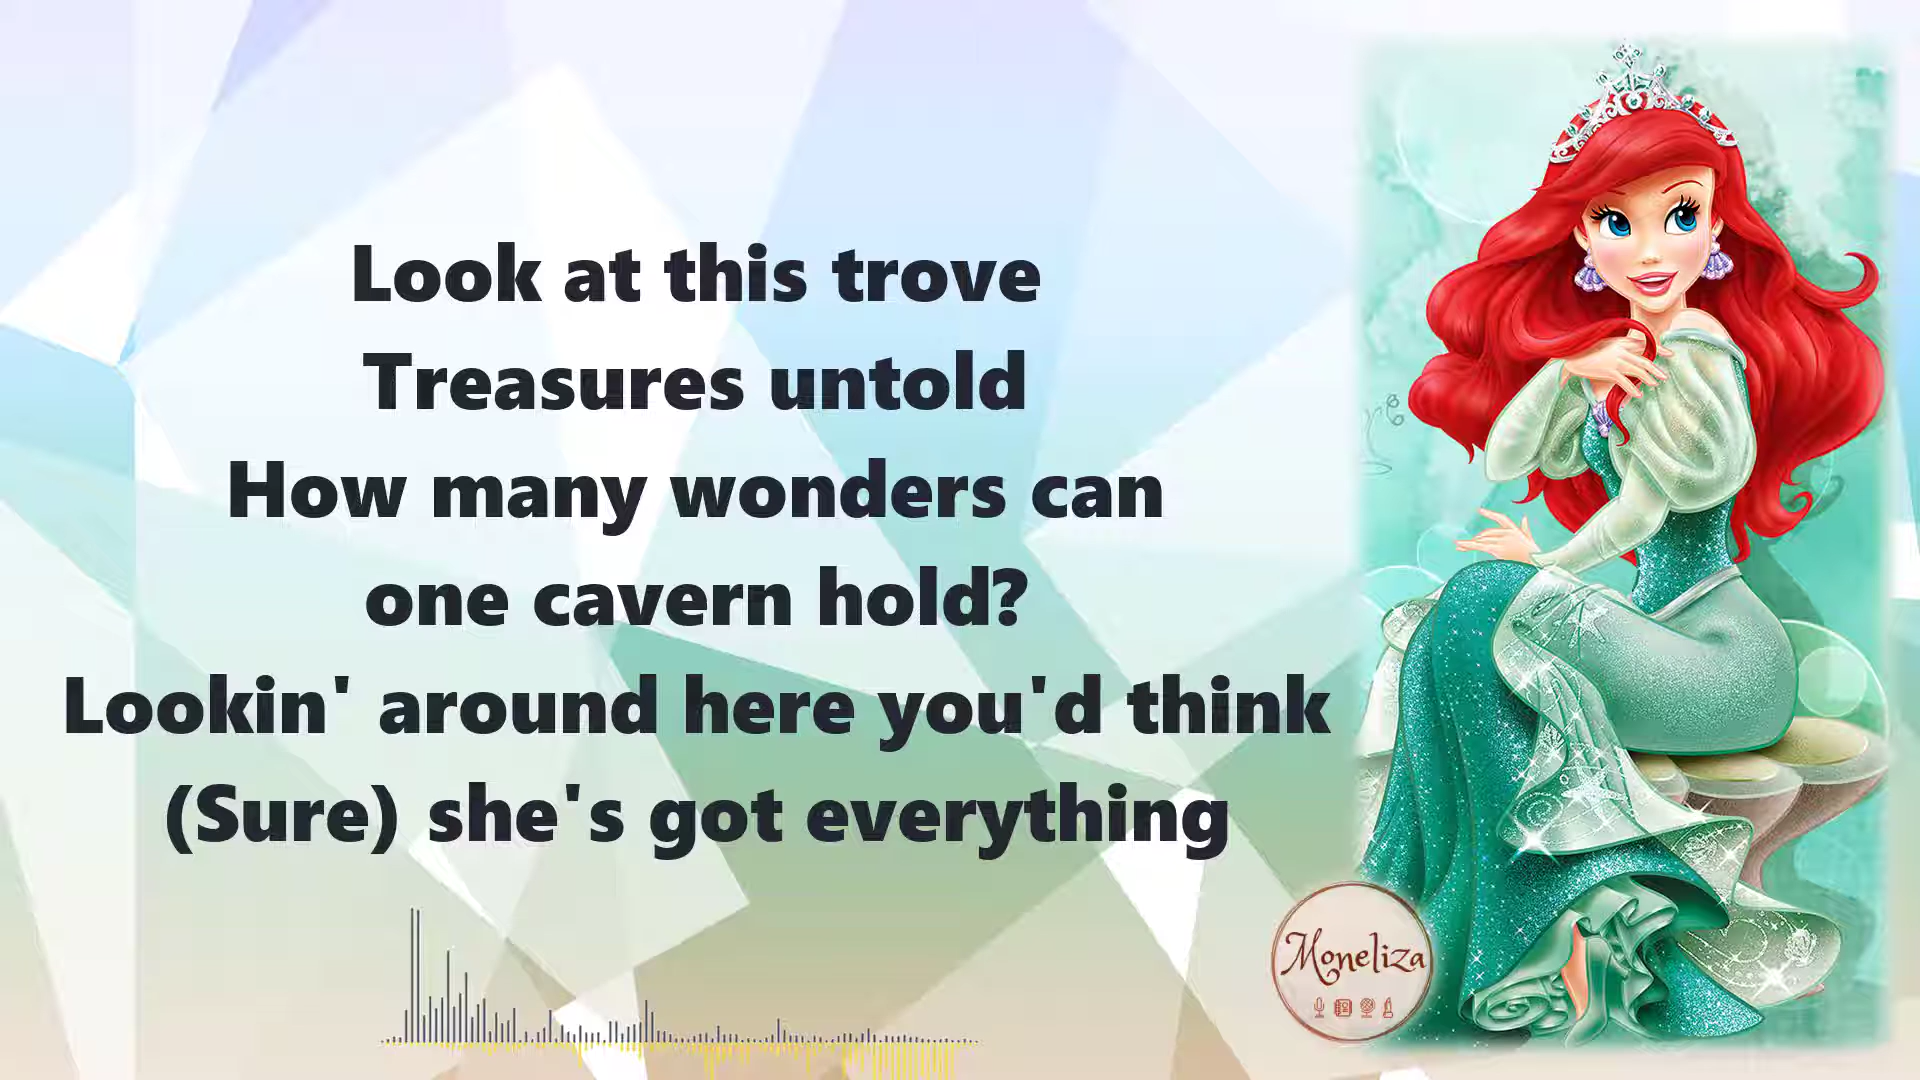 Look at this trove
Treasures untold
How many wonders can
one cavern hold?
Lookin' around here you'd think
(Sure) she's got everything
Moneliza